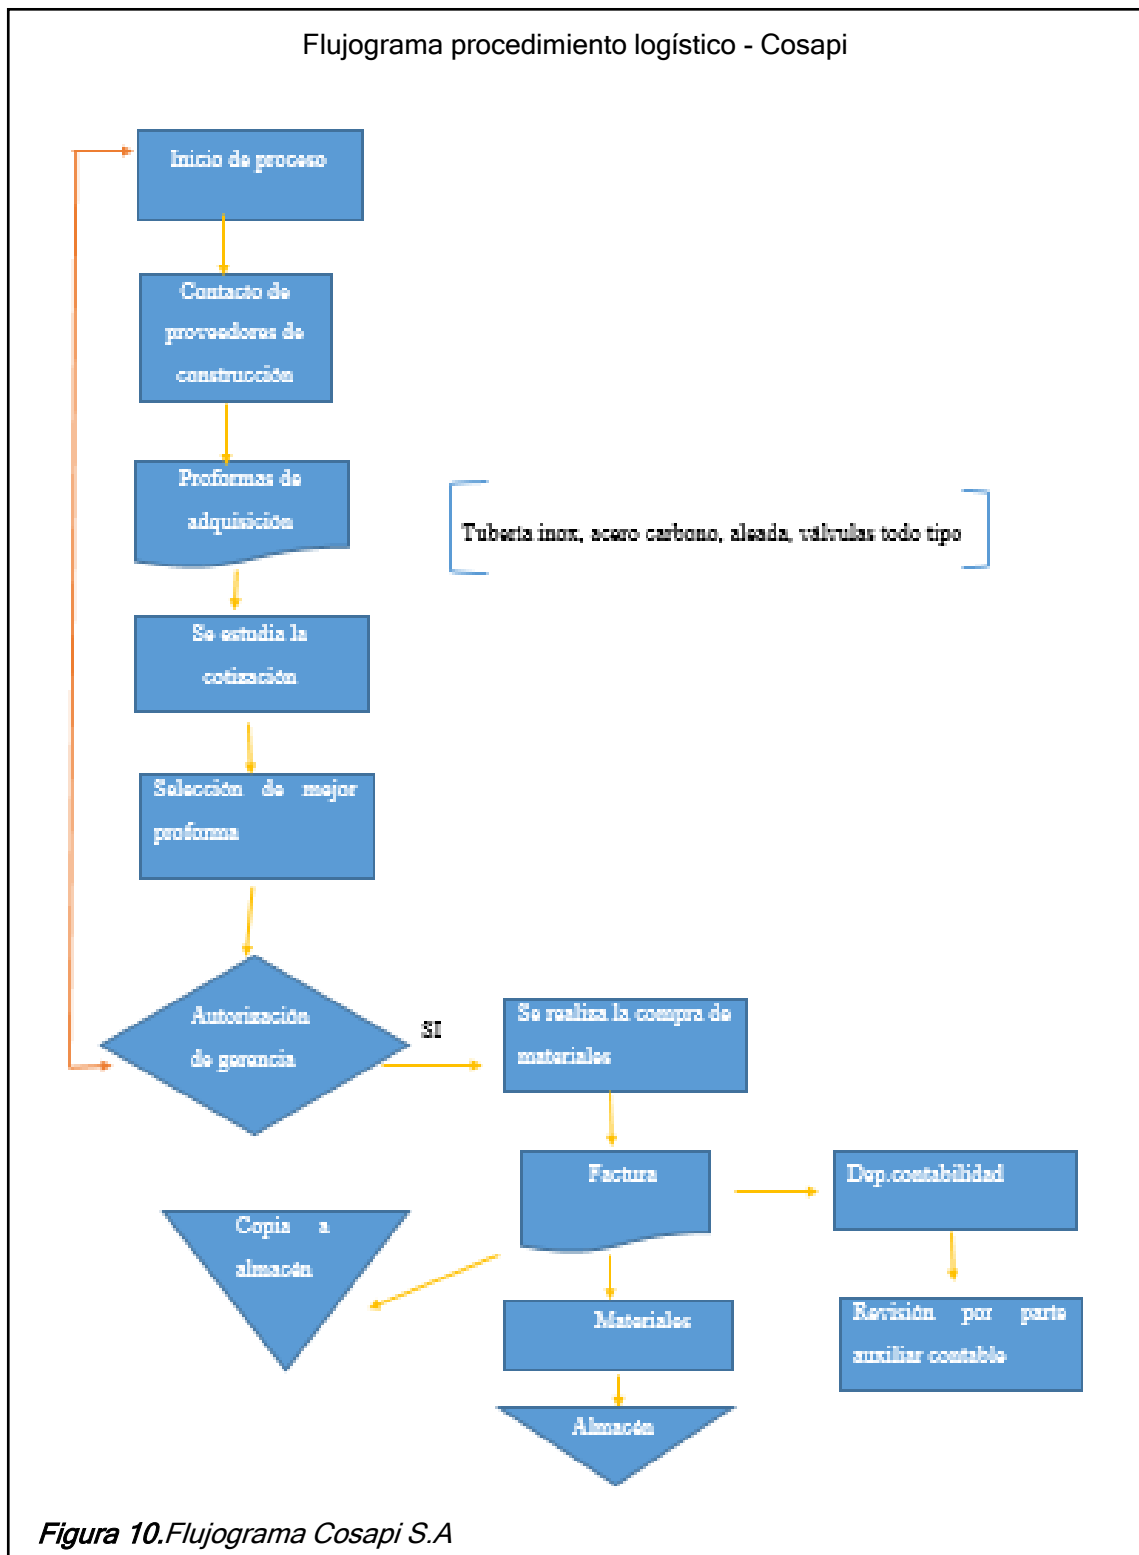 Flujograma procedimiento logístico - Cosapi
Inicio de proceso
Contacto de
proveedores de
construcción
Proformas de
adquisición
Tuberia inox, acero carbono, aleada, válvulas todo tipo
Se estudia la
cotización
Selección de mejor
proforma
Autorización
de gerencia
SI
Se realiza la compra de
materiales
Factura
Dep.contabilidad
Copia a
almacén
Materiales
Revisión por parte
auxiliar contable
Almacén
Figura 10.Flujograma Cosapi S.A